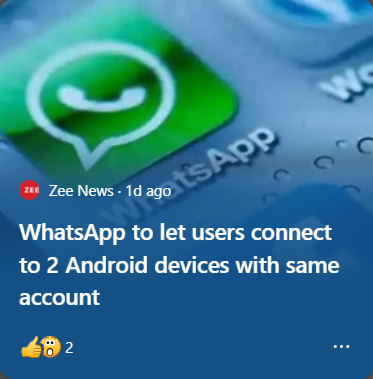 WhatsApp
ZEE Zee News · 1d ago
WhatsApp to let users connect
to 2 Android devices with same
account
2